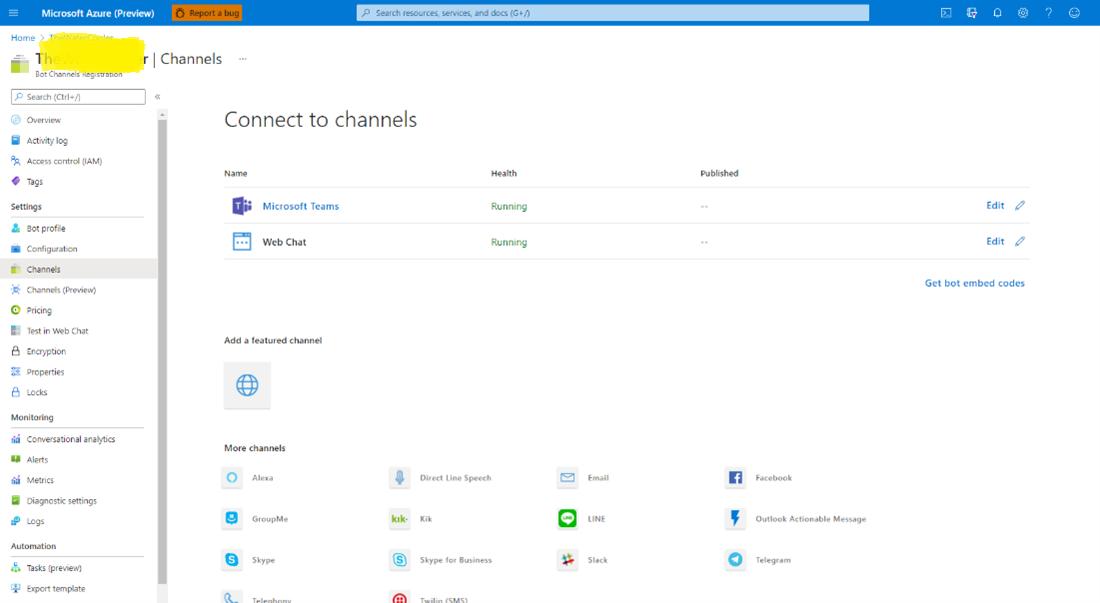 Microsoft Azure (Preview)
Report a bug
Search resources, services, and docs (G+/)
Home >
| Channels ...
Bot Channels Registration
Search (Ctrl+/)
«
Overview
Activity log
Access control (IAM)
Tags
Settings
Bot profile
Configuration
Channels
Channels (Preview)
Pricing
Test in Web Chat
Encryption
Properties
Locks
Monitoring
Conversational analytics
Alerts
Metrics
Diagnostic settings
Logs
Automation
Tasks (preview)
Export template
Connect to channels
Name Health Published
Microsoft Teams Running -- Edit
Web Chat Running -- Edit
Get bot embed codes
Add a featured channel
More channels
Alexa Direct Line Speech Email Facebook
GroupMe kik• Kik LINE LINE Outlook Actionable Message
Skype Skype for Business Slack Telegram
Telephony Twilio (SMS)